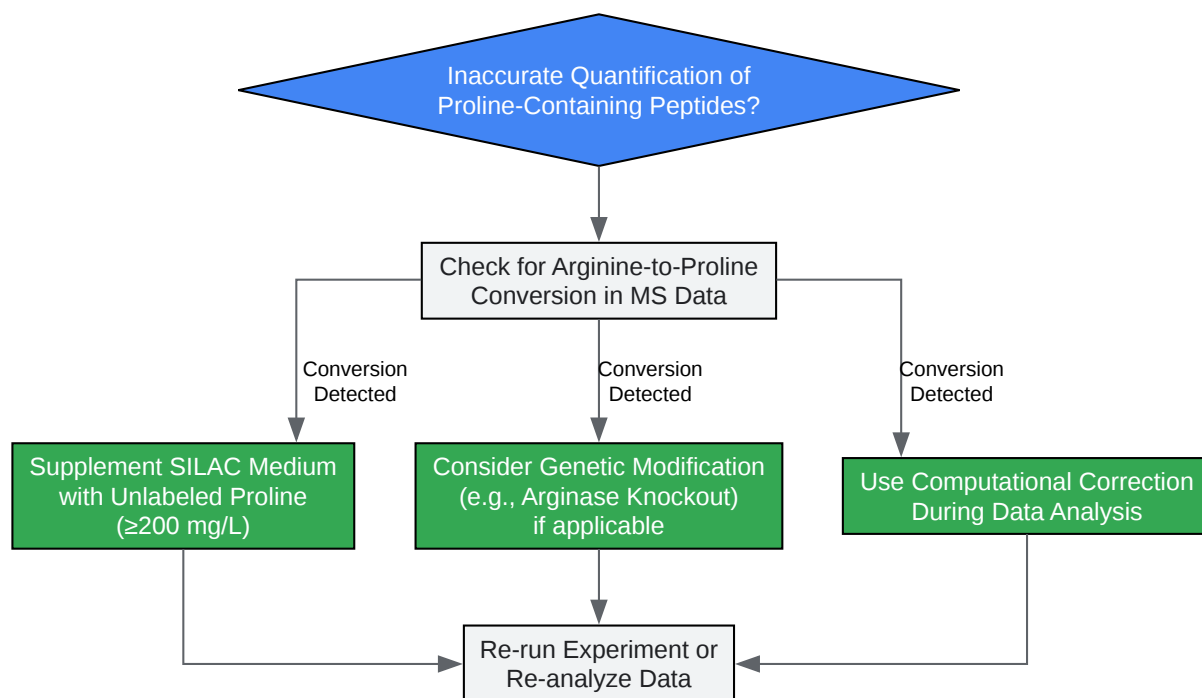 Inaccurate Quantification of
Proline-Containing Peptides?
Check for Arginine-to-Proline
Conversion in MS Data
Conversion
Detected
Conversion
Detected
Conversion
Detected
Supplement SILAC Medium
with Unlabeled Proline
(≥200 mg/L)
Consider Genetic Modification
(e.g., Arginase Knockout)
if applicable
Use Computational Correction
During Data Analysis
Re-run Experiment or
Re-analyze Data